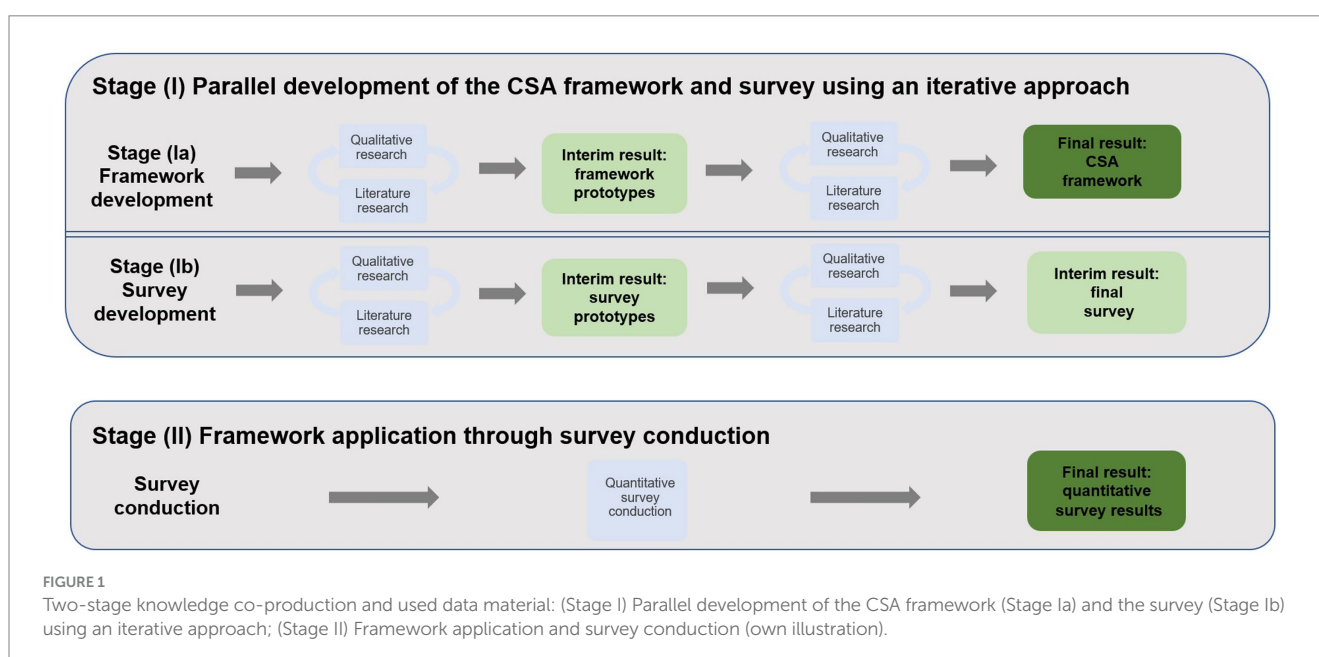 Stage (I) Parallel development of the CSA framework and survey using an iterative approach
Stage (Ia)
Framework
development
Qualitative
research
Literature
research
Interim result:
framework
prototypes
Qualitative
research
Literature
research
Final result:
CSA
framework
Stage (Ib)
Survey
development
Qualitative
research
Literature
research
Interim result:
survey
prototypes
Qualitative
research
Literature
research
Interim result:
final
survey
Stage (II) Framework application through survey conduction
Survey
conduction
Quantitative
survey
conduction
Final result:
quantitative
survey results
FIGURE 1
Two-stage knowledge co-production and used data material: (Stage I) Parallel development of the CSA framework (Stage Ia) and the survey (Stage Ib)
using an iterative approach; (Stage II) Framework application and survey conduction (own illustration).